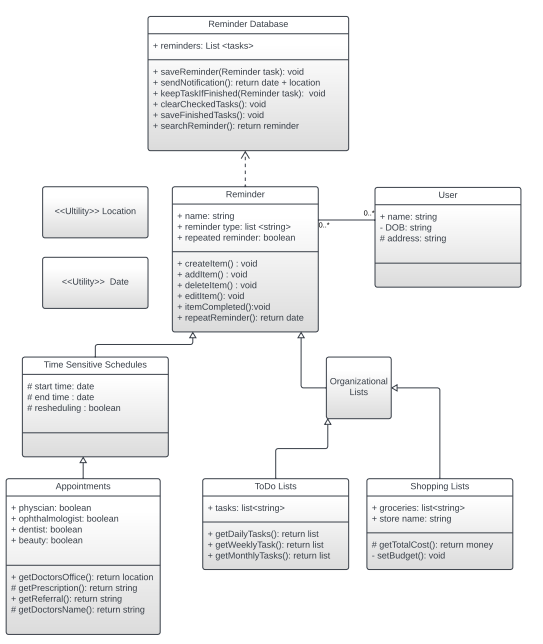 Reminder Database
+ reminders: List <tasks>
+ saveReminder(Reminder task): void
+ sendNotification(): return date + location
+ keepTaskIfFinished(Reminder task):  void
+ clearCheckedTasks(): void
+ saveFinishedTasks(): void
+ searchReminder(): return reminder
<<Ultility>> Location
<<Utility>>  Date
Reminder
+ name: string
+ reminder type: list <string>
+ repeated reminder: boolean
+ createItem() : void
+ addItem() : void
+ deleteItem() : void
+ editItem(): void
+ itemCompleted():void
+ repeatReminder(): return date
0..*
0..*
User
+ name: string
- DOB: string
# address: string
Time Sensitive Schedules
# start time: date
# end time : date
# resheduling : boolean
Organizational
Lists
Appointments
+ physcian: boolean
+ ophthalmologist: boolean
+ dentist: boolean
+ beauty: boolean
+ getDoctorsOffice(): return location
# getPrescription(): return string
+ getReferral(): return string
# getDoctorsName(): return string
ToDo Lists
+ tasks: list<string>
+ getDailyTasks(): return list
+ getWeeklyTask(): return list
+ getMonthlyTasks(): return list
Shopping Lists
+ groceries: list<string>
+ store name: string
# getTotalCost(): return money
- setBudget(): void